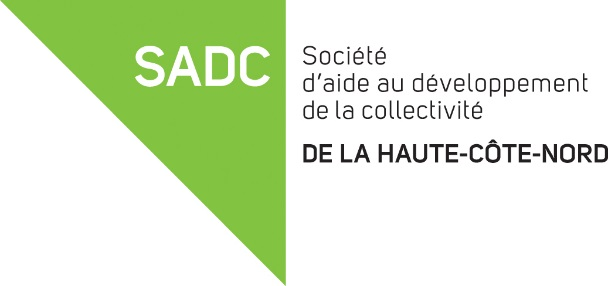 SADC
Société
d'aide au développement
de la collectivité
DE LA HAUTE-CÔTE-NORD